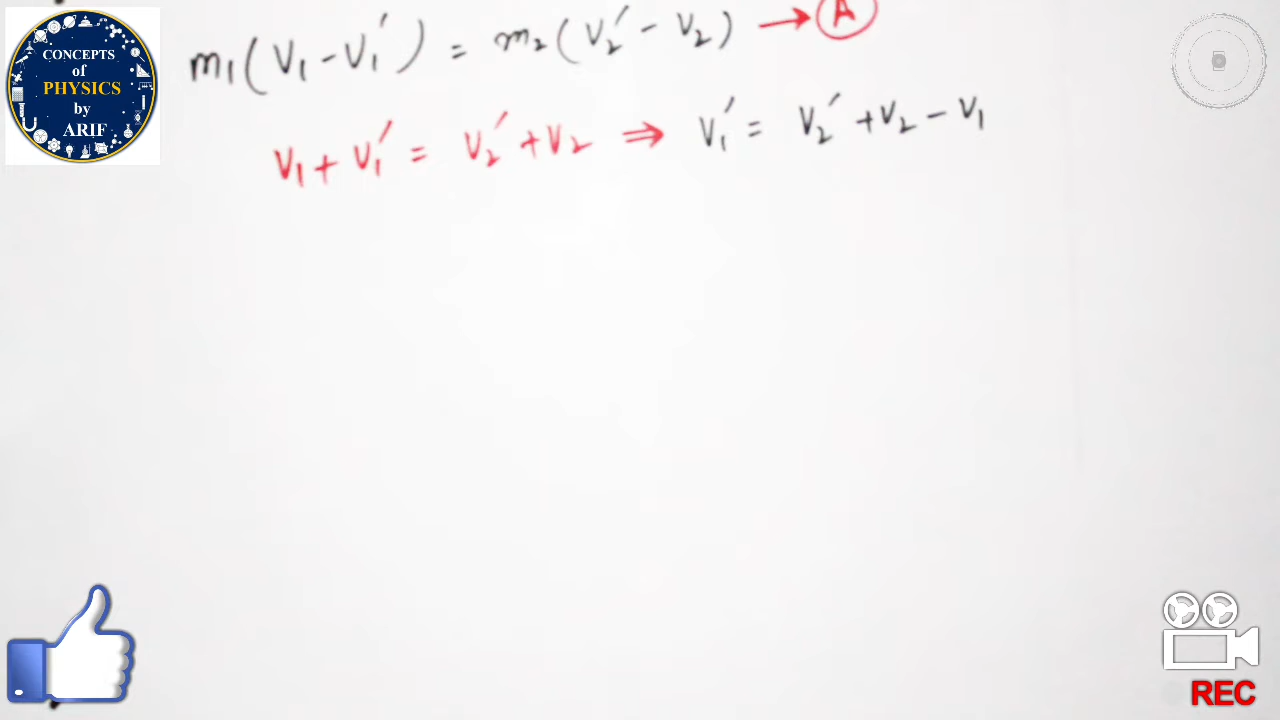 CONCEPTS
of
PHYSICS
by
ARIF
m₁(V₁ - V₁′) = m₂(V₂′ - V₂) → A
V₁ + V₁′ = V₂′ + V₂ ⇒ V₁′ = V₂′ + V₂ - V₁
REC